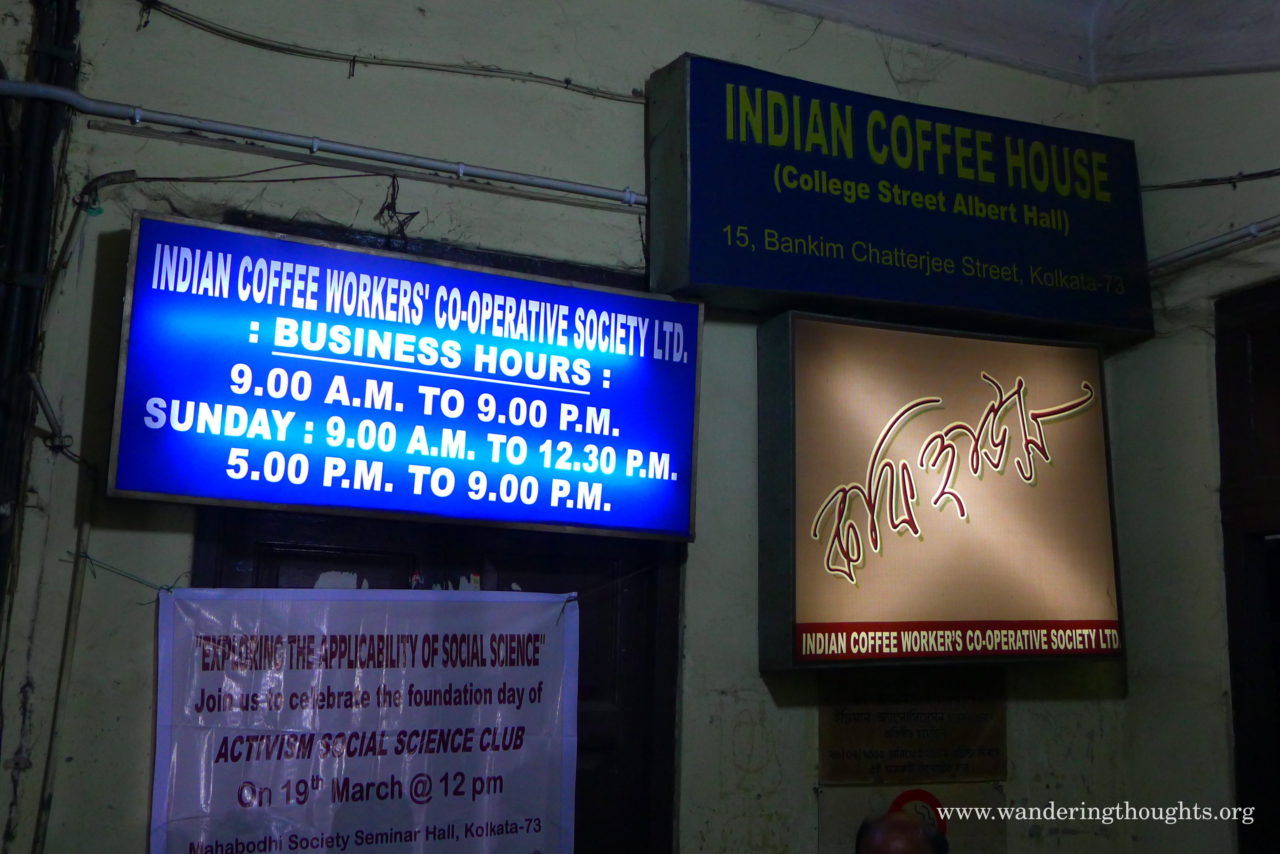 INDIAN COFFEE HOUSE
(College Street Albert Hall)
15, Bankim Chatterjee Street, Kolkata-73
INDIAN COFFEE WORKERS' CO-OPERATIVE SOCIETY LTD.
: BUSINESS HOURS :
9.00 A.M. TO 9.00 P.M.
SUNDAY : 9.00 A.M. TO 12.30 P.M.
5.00 P.M. TO 9.00 P.M.
কফি হাউস
INDIAN COFFEE WORKER'S CO-OPERATIVE SOCIETY LTD
"EXPLORING THE APPLICABILITY OF SOCIAL SCIENCE"
Join us to celebrate the foundation day of
ACTIVISM SOCIAL SCIENCE CLUB
On 19th March @ 12 pm
Mahabodhi Society Seminar Hall, Kolkata-73
www.wanderingthoughts.org